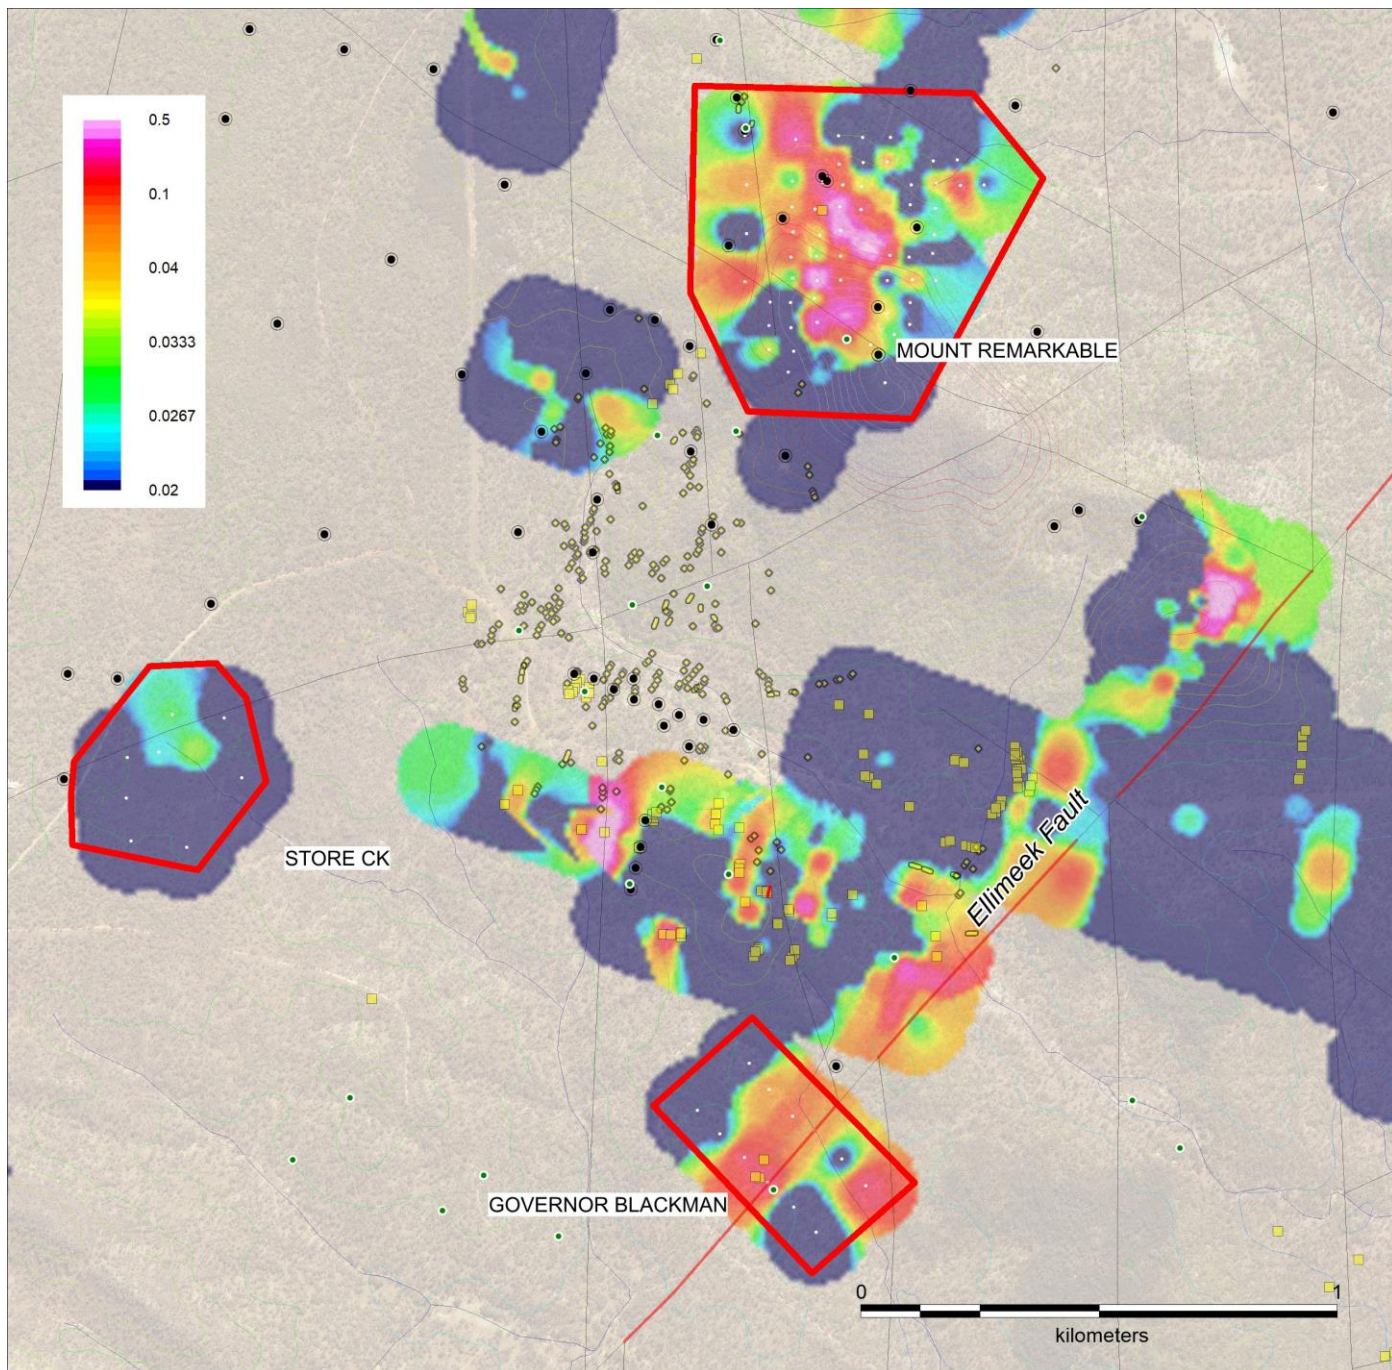 0.5
0.1
0.04
0.0333
0.0267
0.02
MOUNT REMARKABLE
STORE CK
Ellimeek Fault
GOVERNOR BLACKMAN
0 1
kilometers